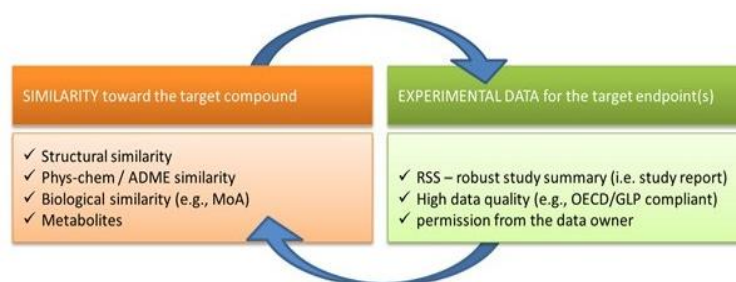 SIMILARITY toward the target compound
✓ Structural similarity
✓ Phys-chem / ADME similarity
✓ Biological similarity (e.g., MoA)
✓ Metabolites
EXPERIMENTAL DATA for the target endpoint(s)
✓ RSS – robust study summary (i.e. study report)
✓ High data quality (e.g., OECD/GLP compliant)
✓ permission from the data owner